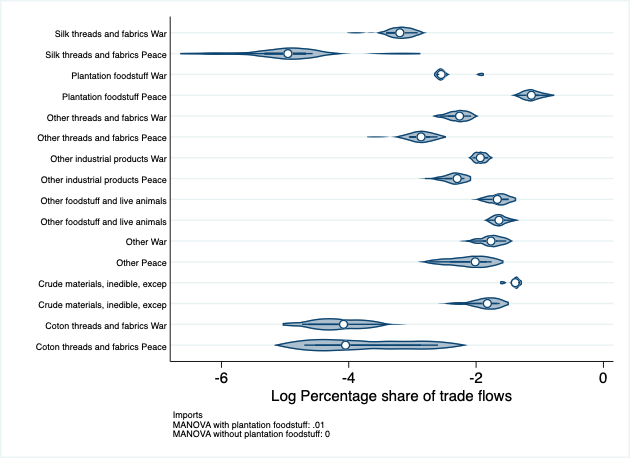 Silk threads and fabrics War
Silk threads and fabrics Peace
Plantation foodstuff War
Plantation foodstuff Peace
Other threads and fabrics War
Other threads and fabrics Peace
Other industrial products War
Other industrial products Peace
Other foodstuff and live animals
Other foodstuff and live animals
Other War
Other Peace
Crude materials, inedible, excep
Crude materials, inedible, excep
Coton threads and fabrics War
Coton threads and fabrics Peace
-6 -4 -2 0
Log Percentage share of trade flows
Imports
MANOVA with plantation foodstuff: .01
MANOVA without plantation foodstuff: 0